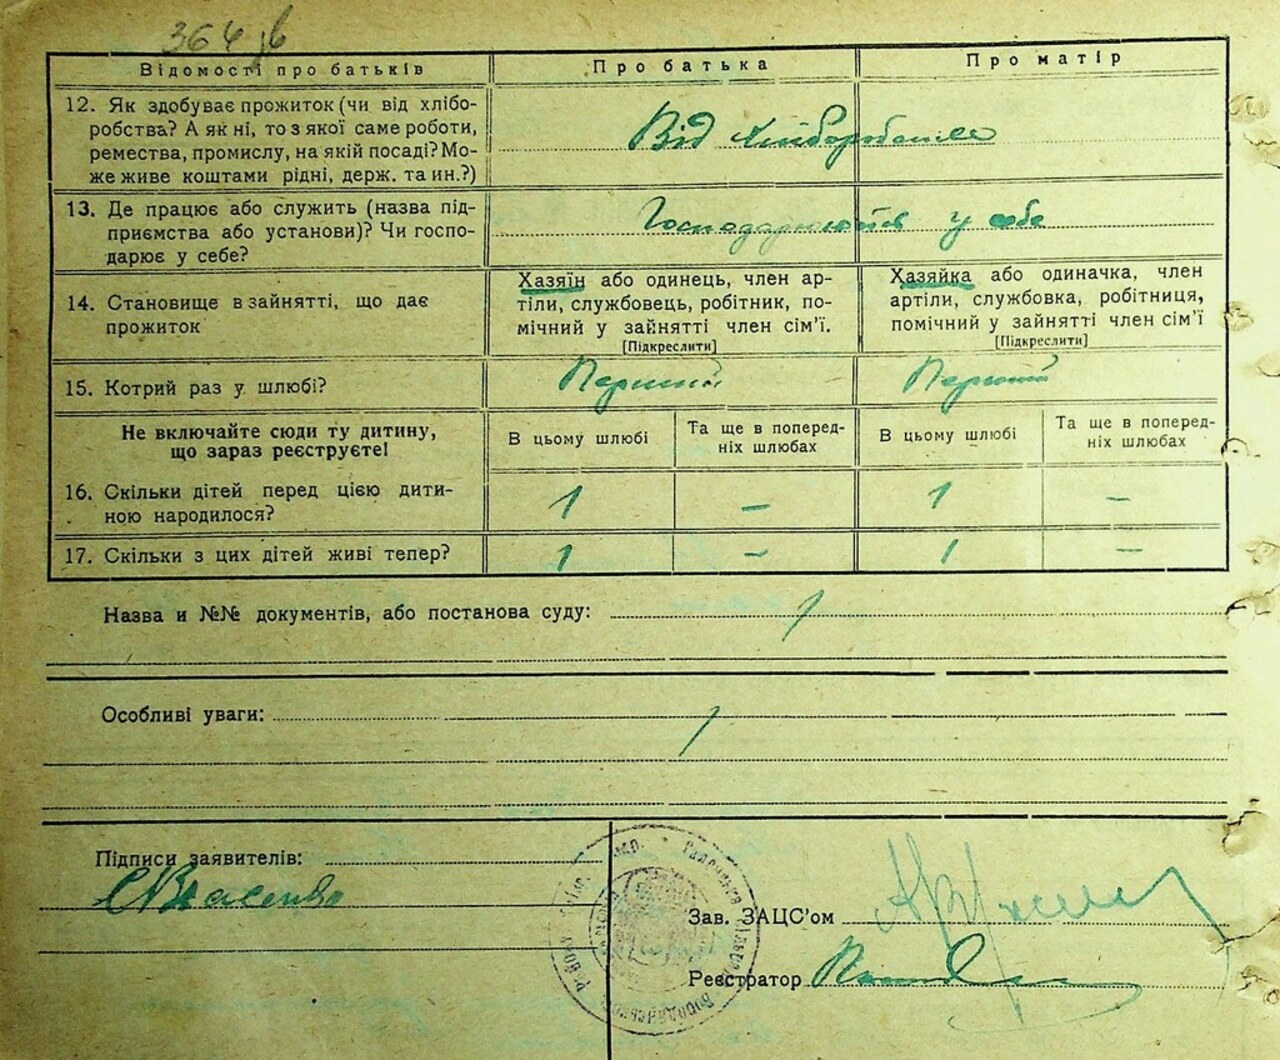 364
Відомості про батьків
Про батька
Про матір
12. Як здобуває прожиток (чи від хлібо-
робства? А як ні, то з якої саме роботи,
ремества, промислу, на якій посаді? Мо-
же живе коштами рідні, держ. та ин.?)
Від хліборобства
13. Де працює або служить (назва під-
приємства або установи)? Чи госпо-
дарює у себе?
Господарюють у себе
14. Становище в зайнятті, що дає
прожиток
Хазяїн або одинець, член ар-
тілі, службовець, робітник, по-
мічний у зайнятті член сім'ї.
[Підкреслити]
Хазяйка або одиначка, член
артілі, службовка, робітниця,
помічний у зайнятті член сім'ї
[Підкреслити]
15. Котрий раз у шлюбі?
Перший
Перший
Не включайте сюди ту дитину,
що зараз реєструєте!
В цьому шлюбі
Та ще в поперед-
ніх шлюбах
В цьому шлюбі
Та ще в поперед-
ніх шлюбах
16. Скільки дітей перед цією дити-
ною народилося?
1
–
1
–
17. Скільки з цих дітей живі тепер?
1
–
1
–
Назва и №№ документів, або постанова суду:
Особливі уваги:
Підписи заявителів:
Зав. ЗАЦС'ом
Реєстратор